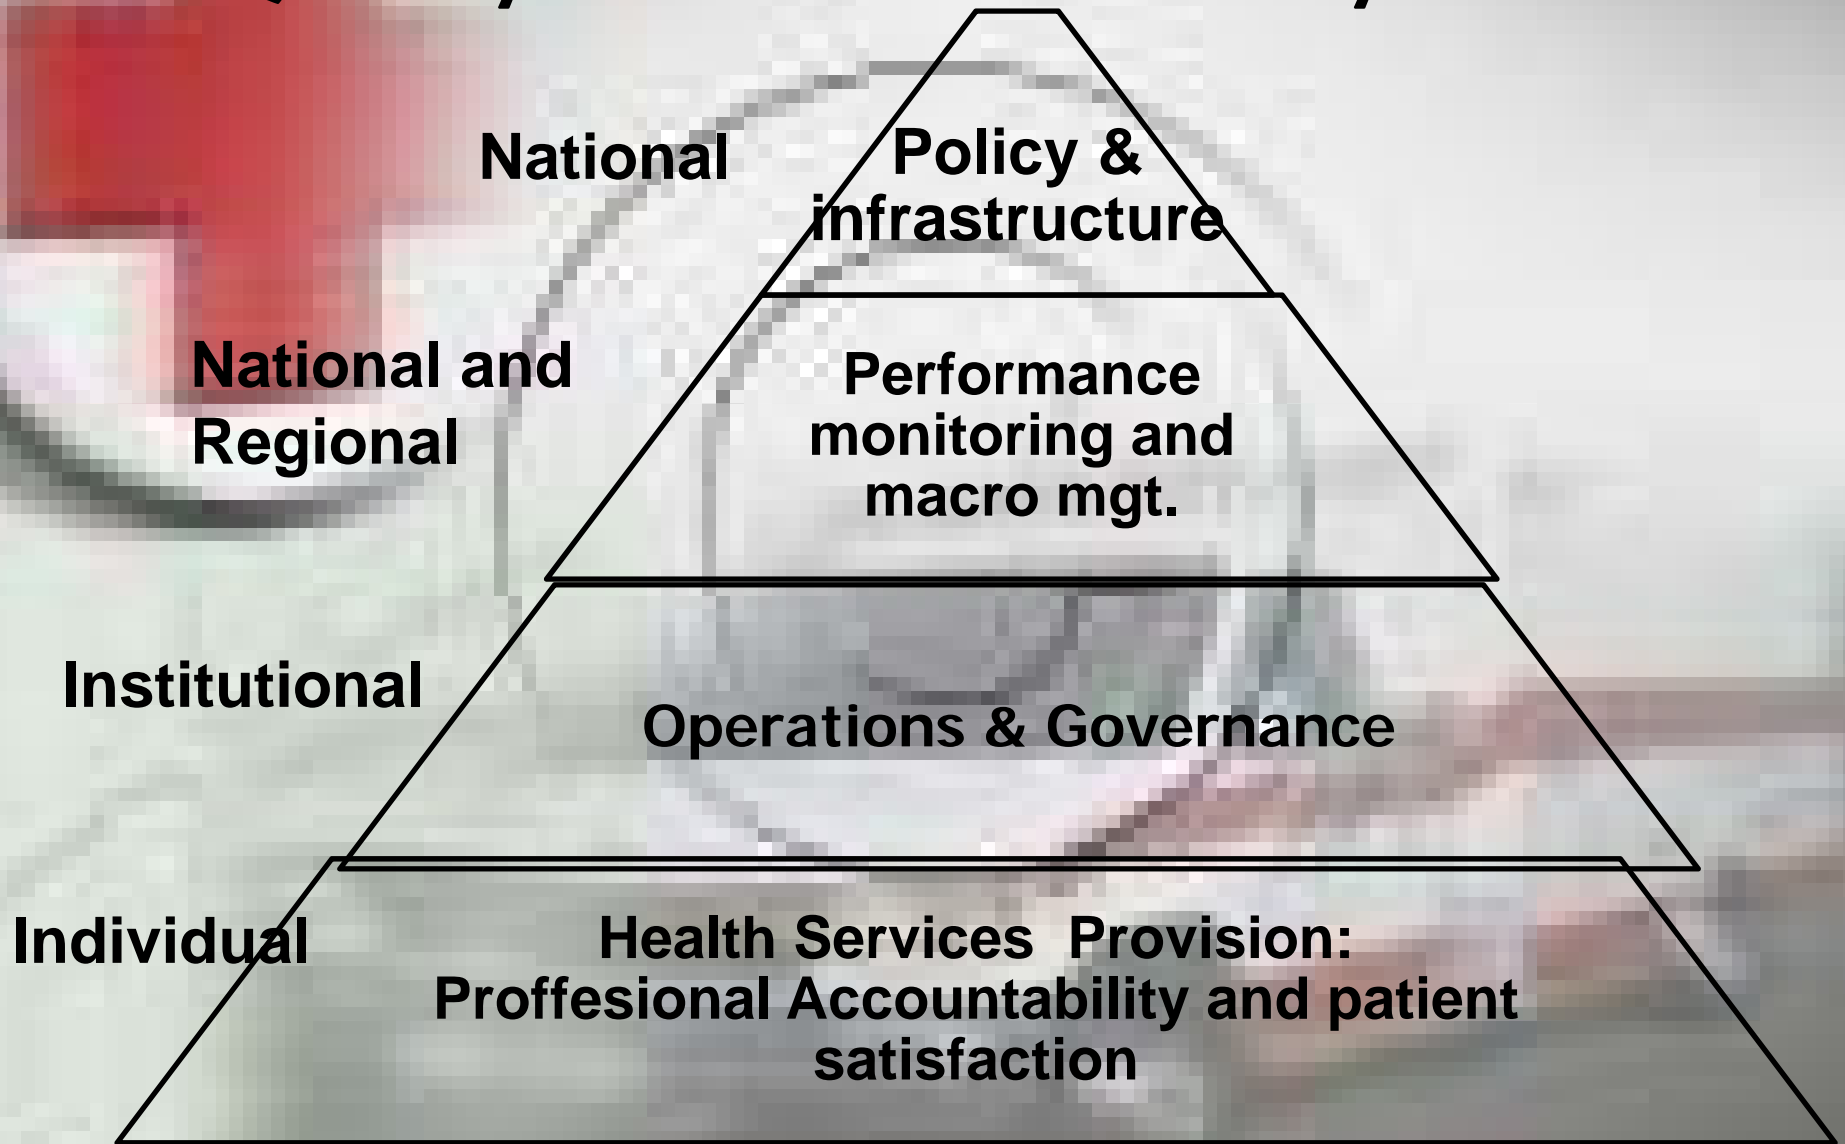 National
Policy &
infrastructure
National and
Regional
Performance
monitoring and
macro mgt.
Institutional
Operations & Governance
Individual
Health Services Provision:
Proffesional Accountability and patient
satisfaction